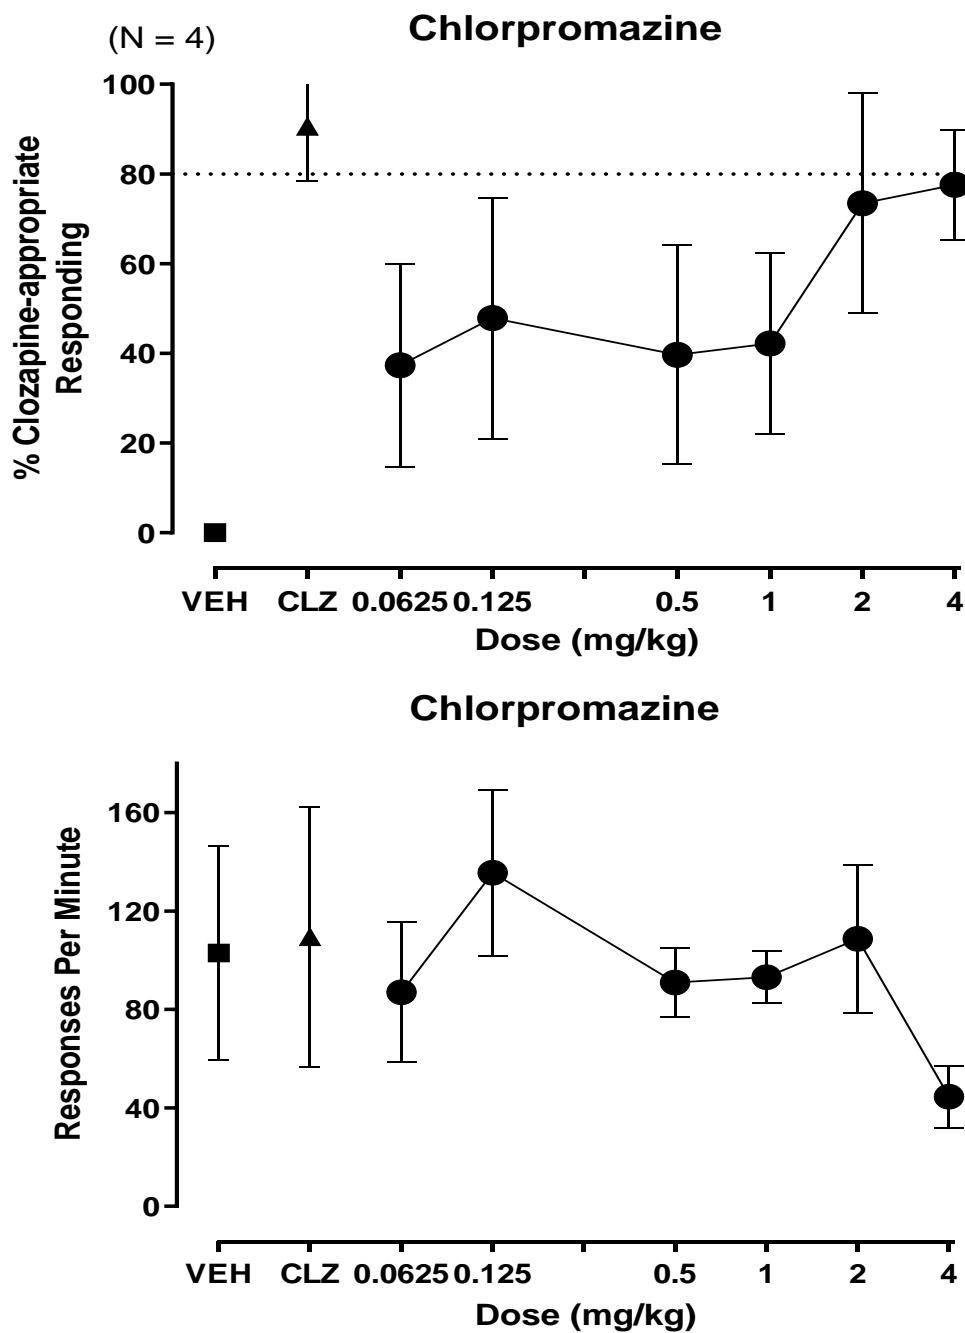 (N = 4)
Chlorpromazine
% Clozapine-appropriate
Responding
100
80
60
40
20
0
VEH CLZ 0.0625 0.125 0.5 1 2 4
Dose (mg/kg)
Chlorpromazine
Responses Per Minute
160
120
80
40
0
VEH CLZ 0.0625 0.125 0.5 1 2 4
Dose (mg/kg)